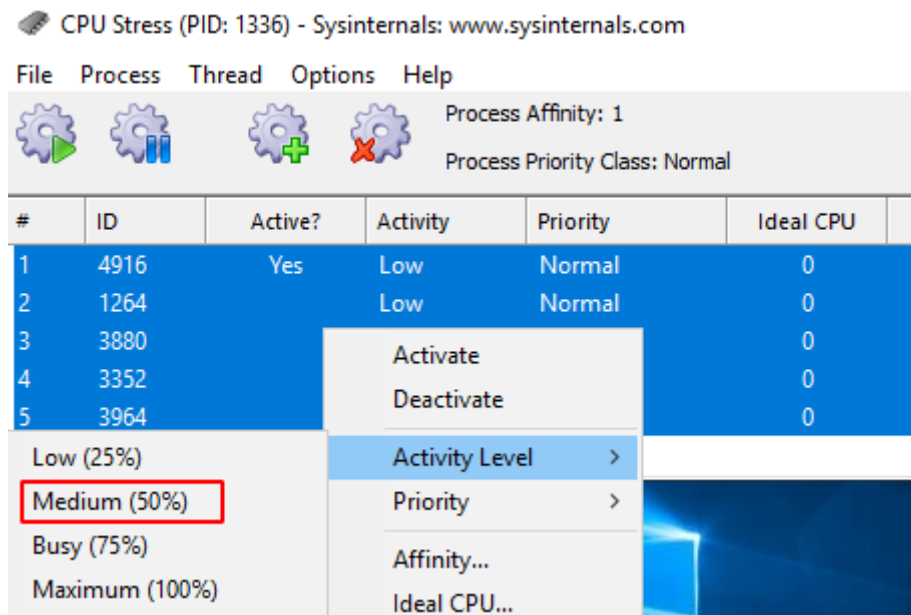 CPU Stress (PID: 1336) - Sysinternals: www.sysinternals.com
File Process Thread Options Help
Process Affinity: 1
Process Priority Class: Normal
# ID Active? Activity Priority Ideal CPU
1 4916 Yes Low Normal 0
2 1264 Low Normal 0
3 3880 0
4 3352 0
5 3964 0
Activate
Deactivate
Activity Level >
Priority >
Affinity...
Ideal CPU...
Low (25%)
Medium (50%)
Busy (75%)
Maximum (100%)